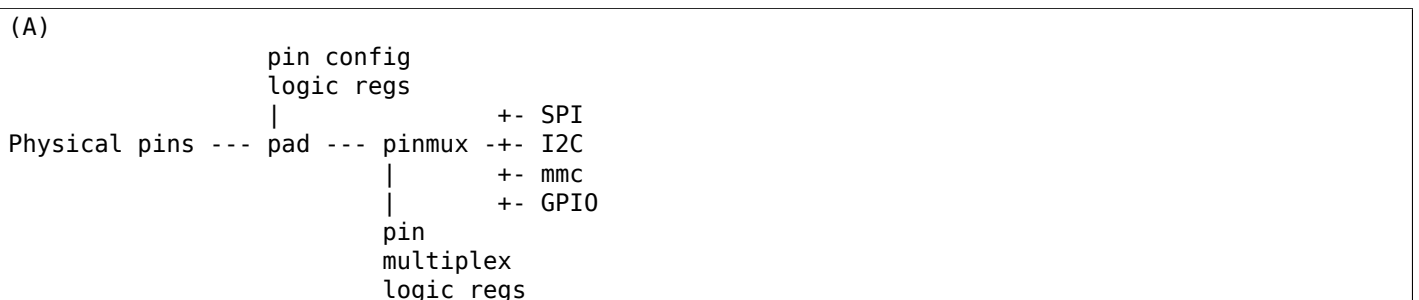 (A)
                  pin config
                  logic regs
                  |               +- SPI
Physical pins --- pad --- pinmux -+- I2C
                          |       +- mmc
                          |       +- GPIO
                          pin
                          multiplex
                          logic regs